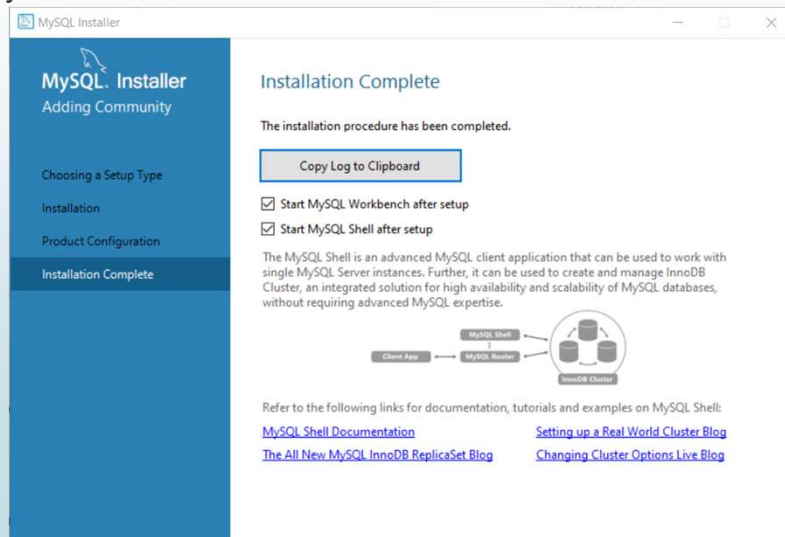 MySQL Installer
MySQL. Installer
Adding Community
Choosing a Setup Type
Installation
Product Configuration
Installation Complete
Installation Complete
The installation procedure has been completed.
Copy Log to Clipboard
Start MySQL Workbench after setup
Start MySQL Shell after setup
The MySQL Shell is an advanced MySQL client application that can be used to work with
single MySQL Server instances. Further, it can be used to create and manage InnoDB
Cluster, an integrated solution for high availability and scalability of MySQL databases,
without requiring advanced MySQL expertise.
MySQL Shell
Client App
MySQL Router
InnoDB Cluster
Refer to the following links for documentation, tutorials and examples on MySQL Shell:
MySQL Shell Documentation
Setting up a Real World Cluster Blog
The All New MySQL InnoDB ReplicaSet Blog
Changing Cluster Options Live Blog